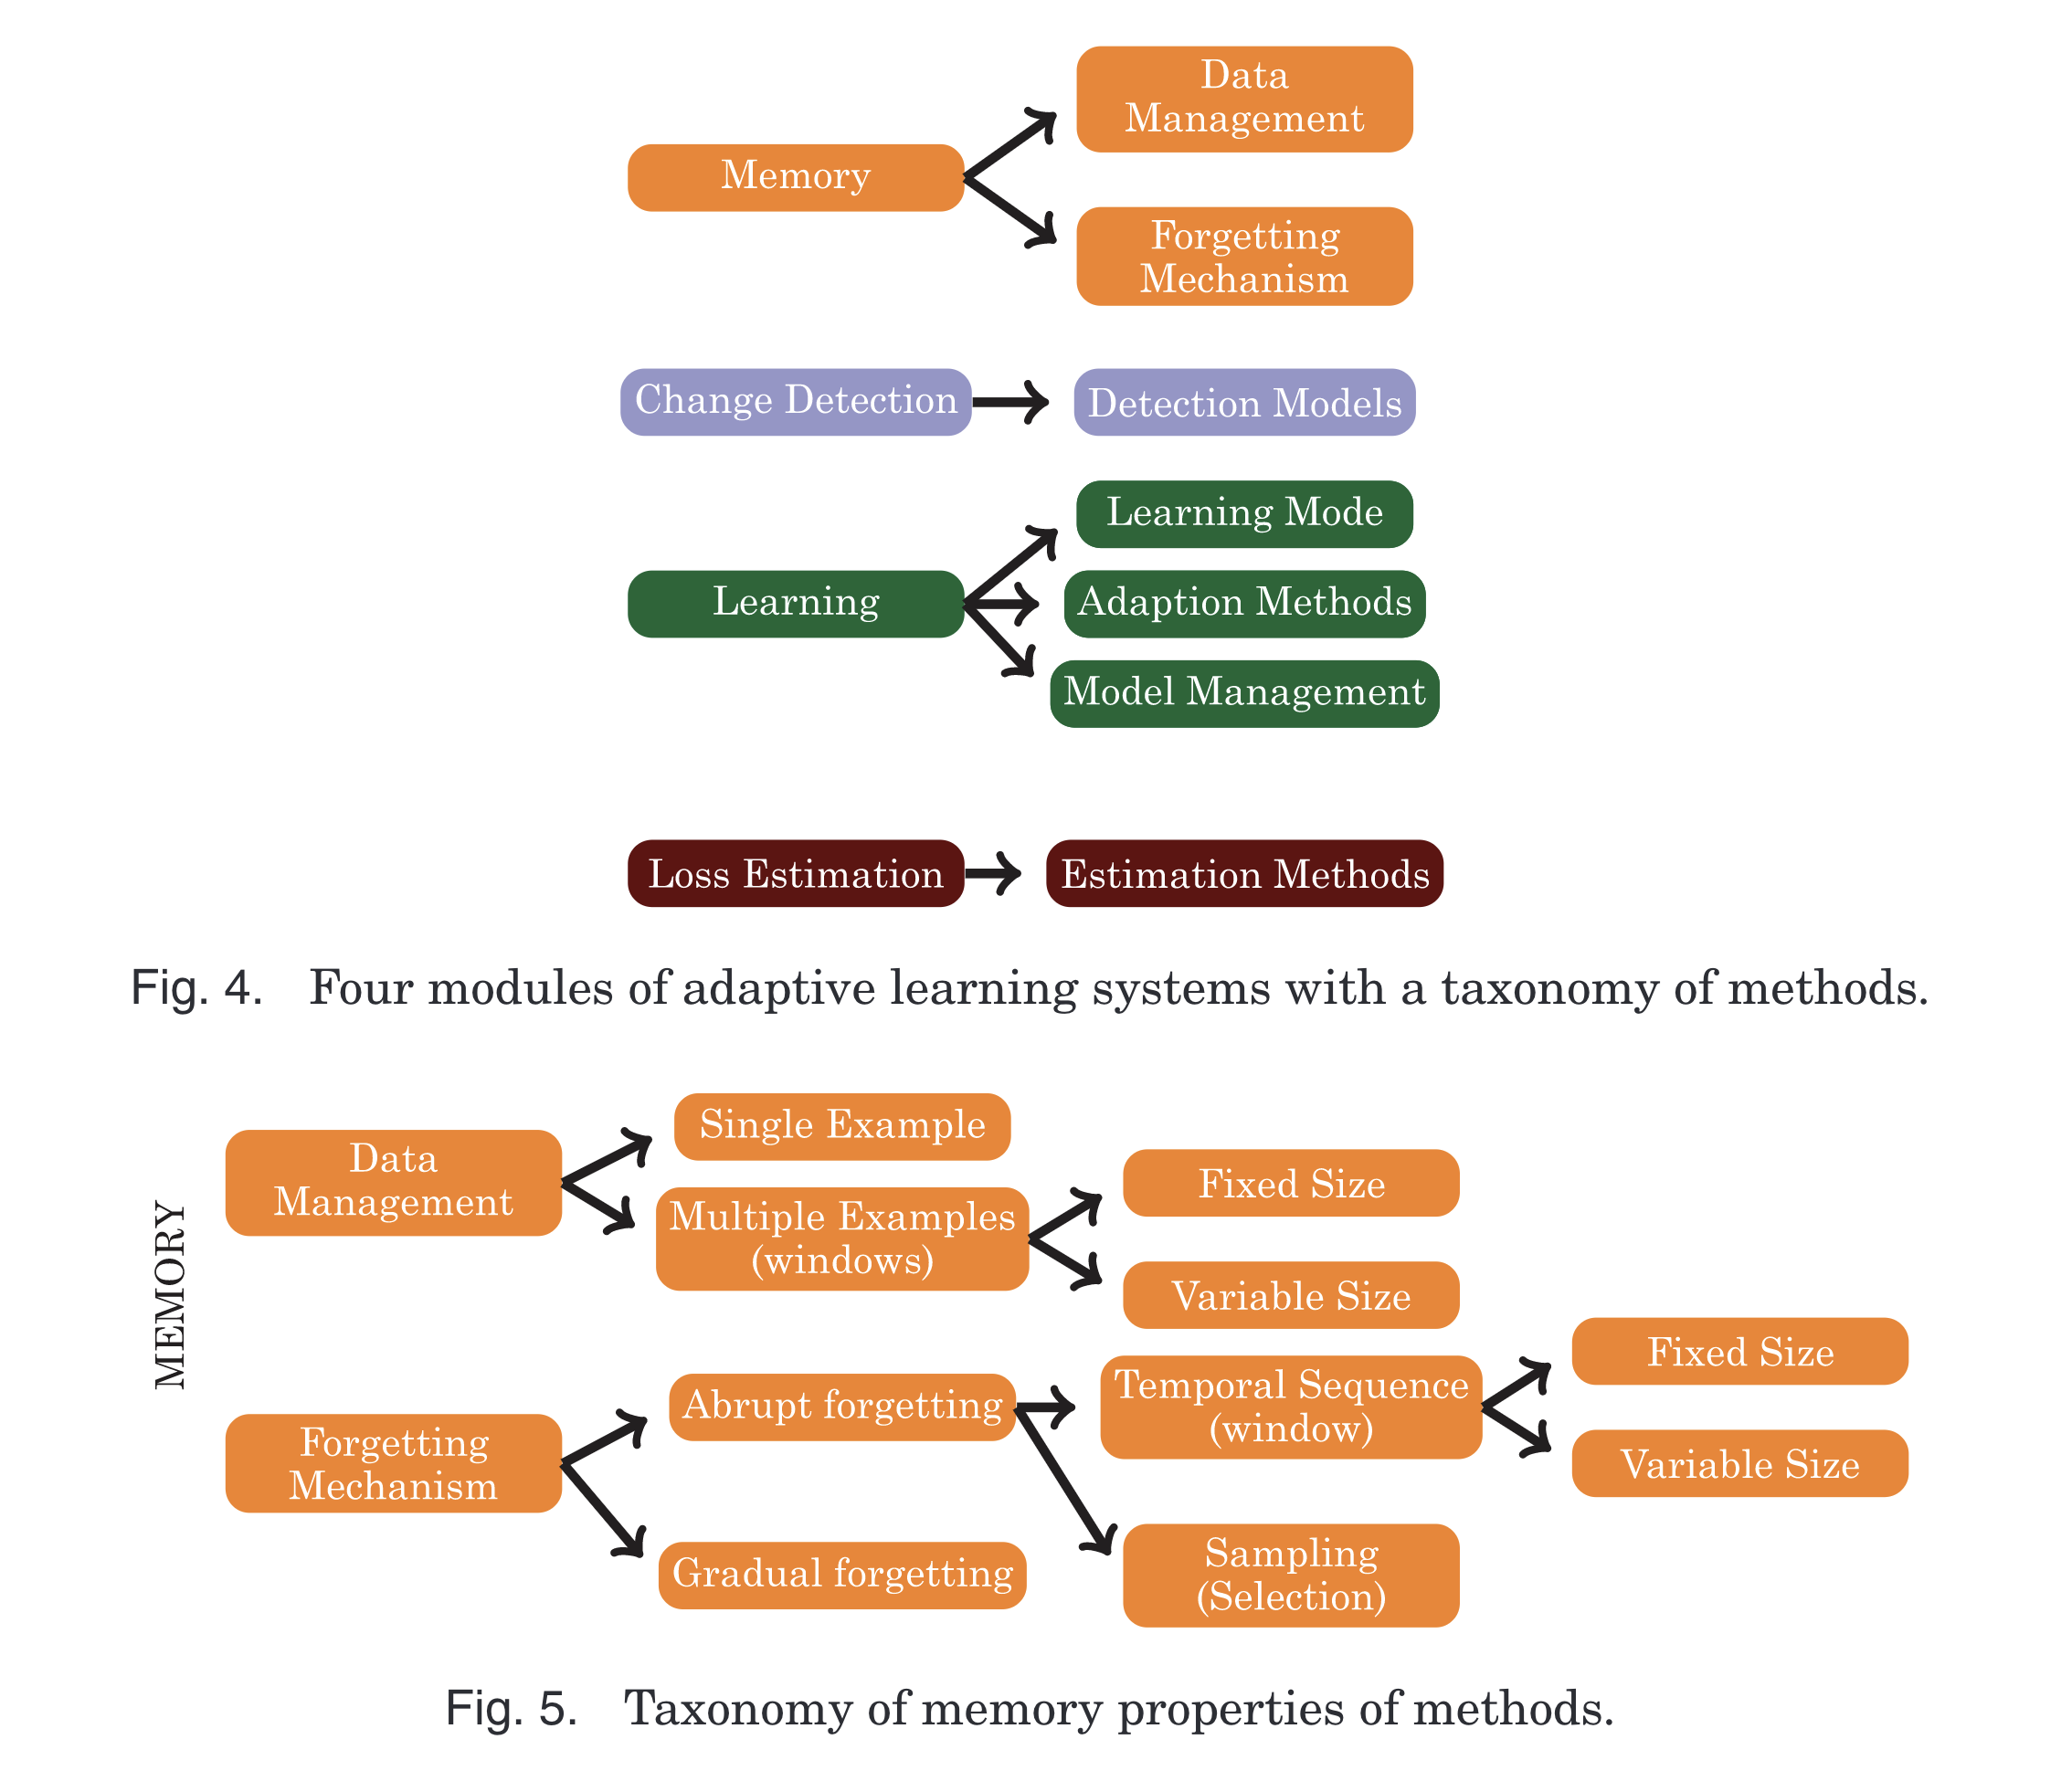 Data
Management
Memory
Forgetting
Mechanism
Change Detection
Detection Models
Learning Mode
Learning
Adaption Methods
Model Management
Loss Estimation
Estimation Methods
Fig. 4. Four modules of adaptive learning systems with a taxonomy of methods.
MEMORY
Data
Management
Single Example
Multiple Examples
(windows)
Fixed Size
Variable Size
Forgetting
Mechanism
Abrupt forgetting
Temporal Sequence
(window)
Fixed Size
Variable Size
Gradual forgetting
Sampling
(Selection)
Fig. 5. Taxonomy of memory properties of methods.